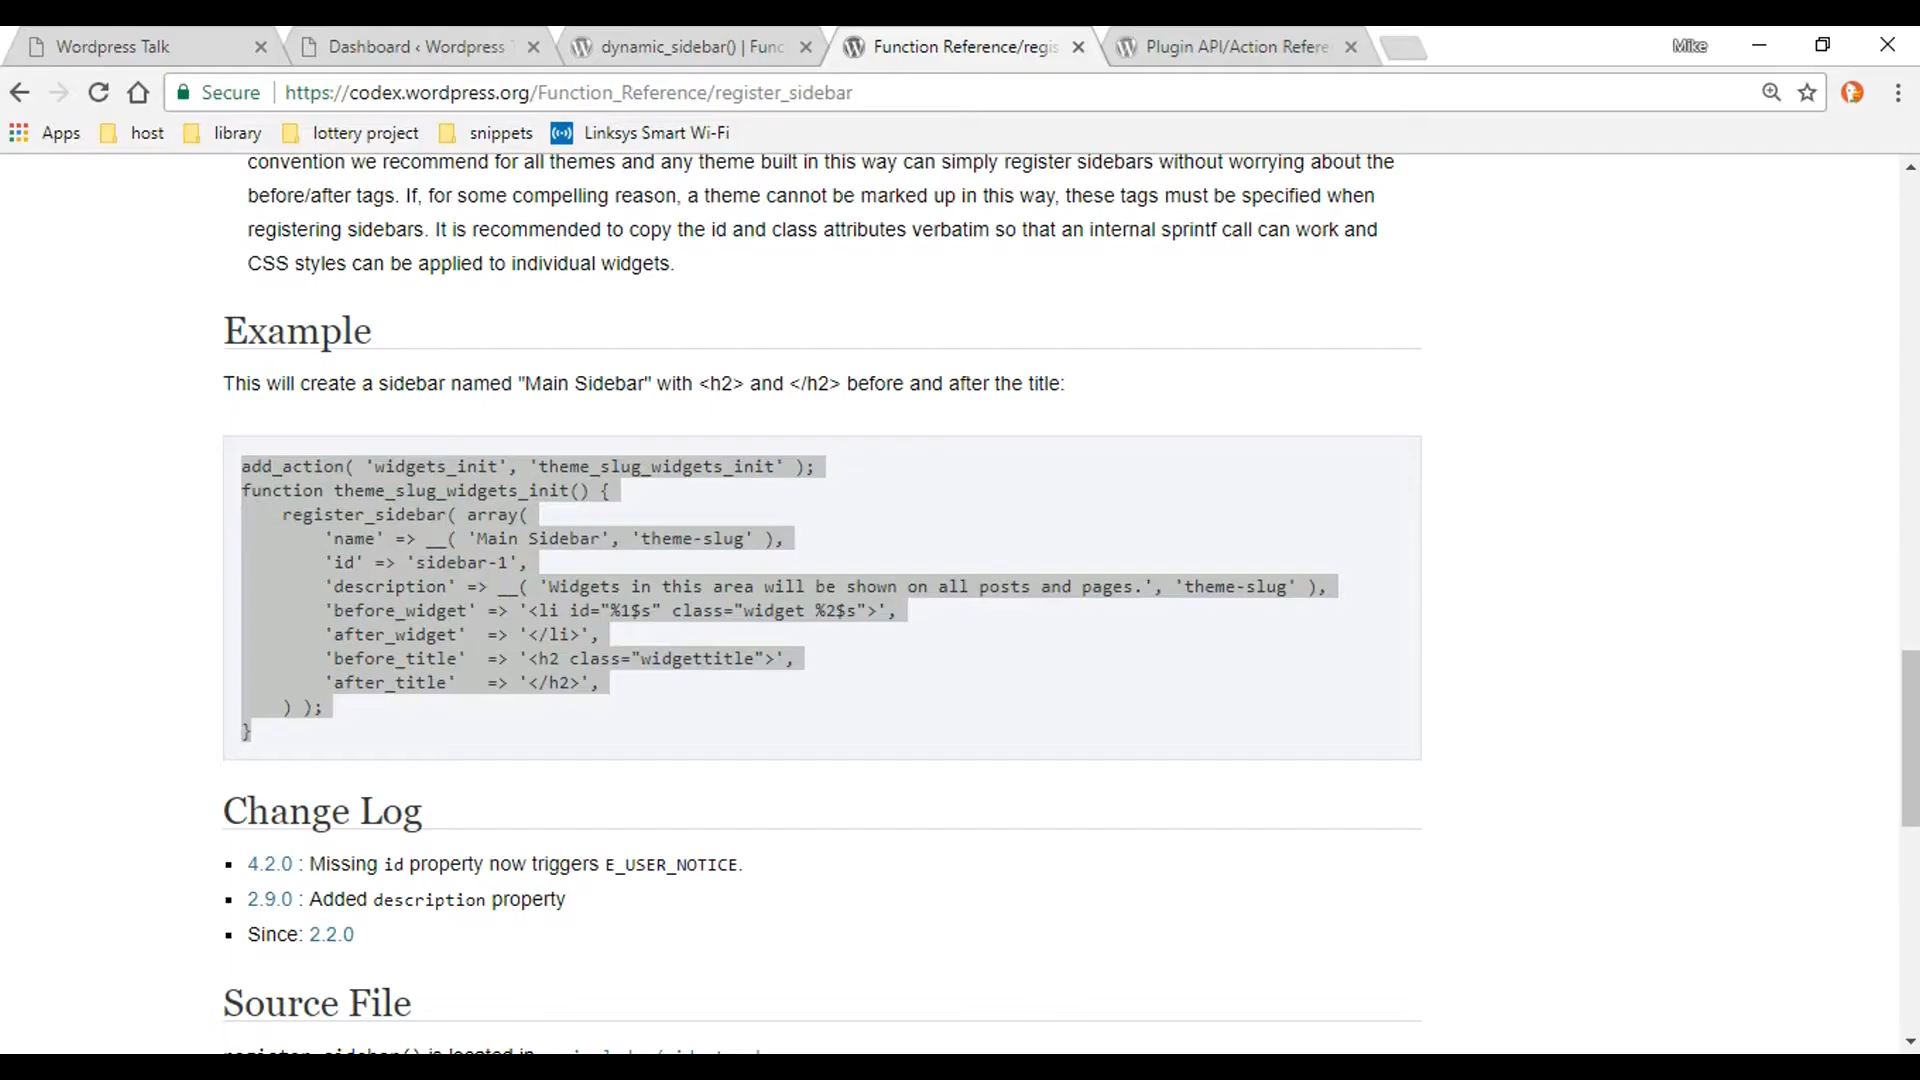 Wordpress Talk
Dashboard ‹ Wordpress
dynamic_sidebar() | Func
Function Reference/regis
Plugin API/Action Refere
Mike
Secure
https://codex.wordpress.org/Function_Reference/register_sidebar
Apps
host
library
lottery project
snippets
Linksys Smart Wi-Fi
convention we recommend for all themes and any theme built in this way can simply register sidebars without worrying about the
before/after tags. If, for some compelling reason, a theme cannot be marked up in this way, these tags must be specified when
registering sidebars. It is recommended to copy the id and class attributes verbatim so that an internal sprintf call can work and
CSS styles can be applied to individual widgets.
Example
This will create a sidebar named "Main Sidebar" with <h2> and </h2> before and after the title:
add_action( 'widgets_init', 'theme_slug_widgets_init' );
function theme_slug_widgets_init() {
    register_sidebar( array(
        'name' => __( 'Main Sidebar', 'theme-slug' ),
        'id' => 'sidebar-1',
        'description' => __( 'Widgets in this area will be shown on all posts and pages.', 'theme-slug' ),
        'before_widget' => '<li id="%1$s" class="widget %2$s">',
        'after_widget'  => '</li>',
        'before_title'  => '<h2 class="widgettitle">',
        'after_title'   => '</h2>',
    ) );
}
Change Log
4.2.0 : Missing id property now triggers E_USER_NOTICE.
2.9.0 : Added description property
Since: 2.2.0
Source File
register_sidebar() is located in